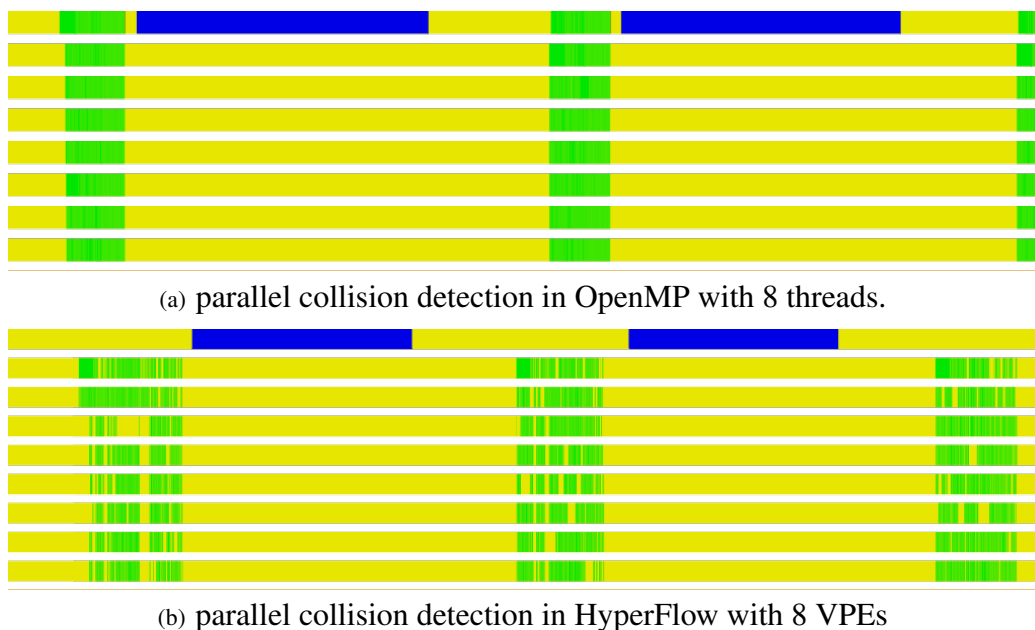 (a) parallel collision detection in OpenMP with 8 threads.
(b) parallel collision detection in HyperFlow with 8 VPEs